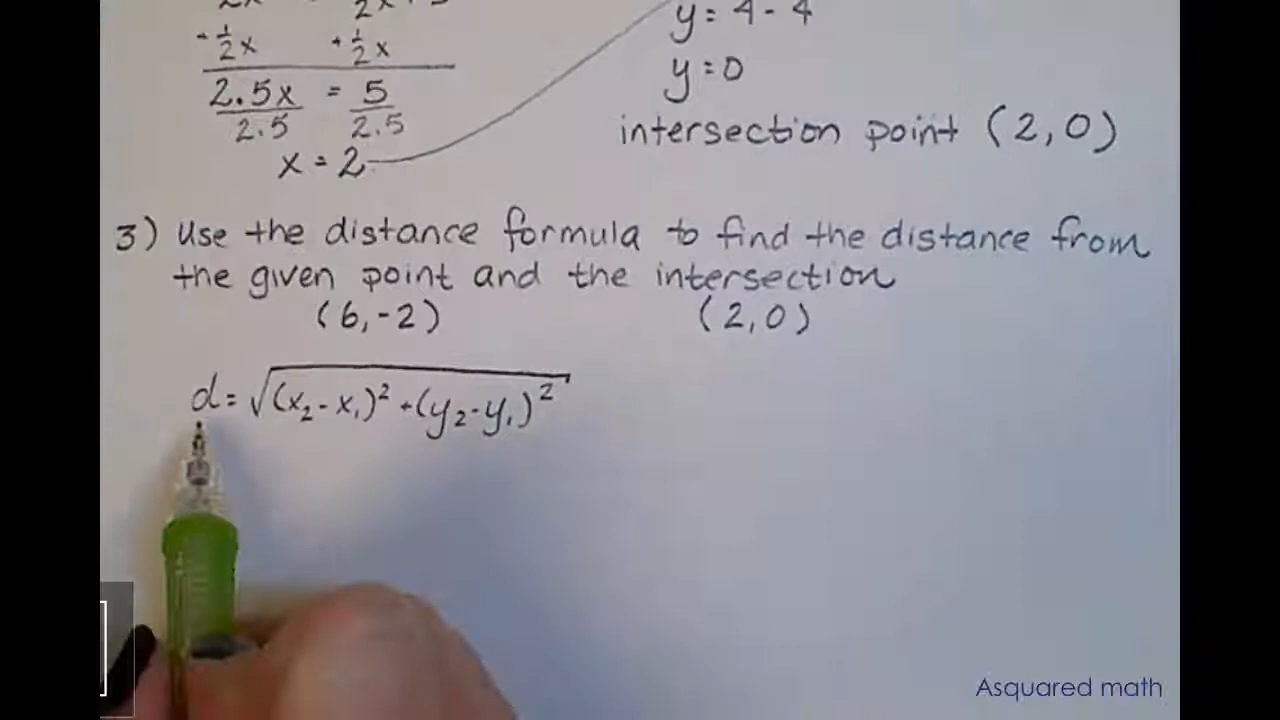 y = 4 - 4
+ 1/2 x + 1/2 x
y = 0
2.5x = 5
2.5 2.5
intersection point (2,0)
x = 2
3) Use the distance formula to find the distance from
the given point and the intersection
(6,-2) (2,0)
d = √(x₂ - x₁)² + (y₂ - y₁)²
Asquared math